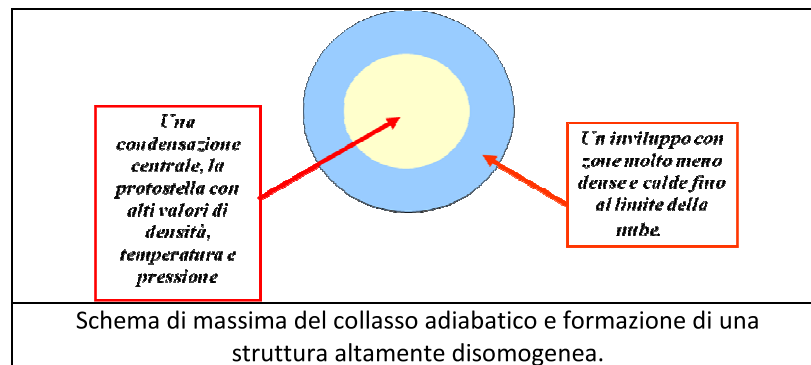 Una
condensazione
centrale, la
protostella con
alti valori di
densità,
temperatura e
pressione
Un inviluppo con
zone molto meno
dense e calde fino
al limite della
nube.
Schema di massima del collasso adiabatico e formazione di una
struttura altamente disomogenea.